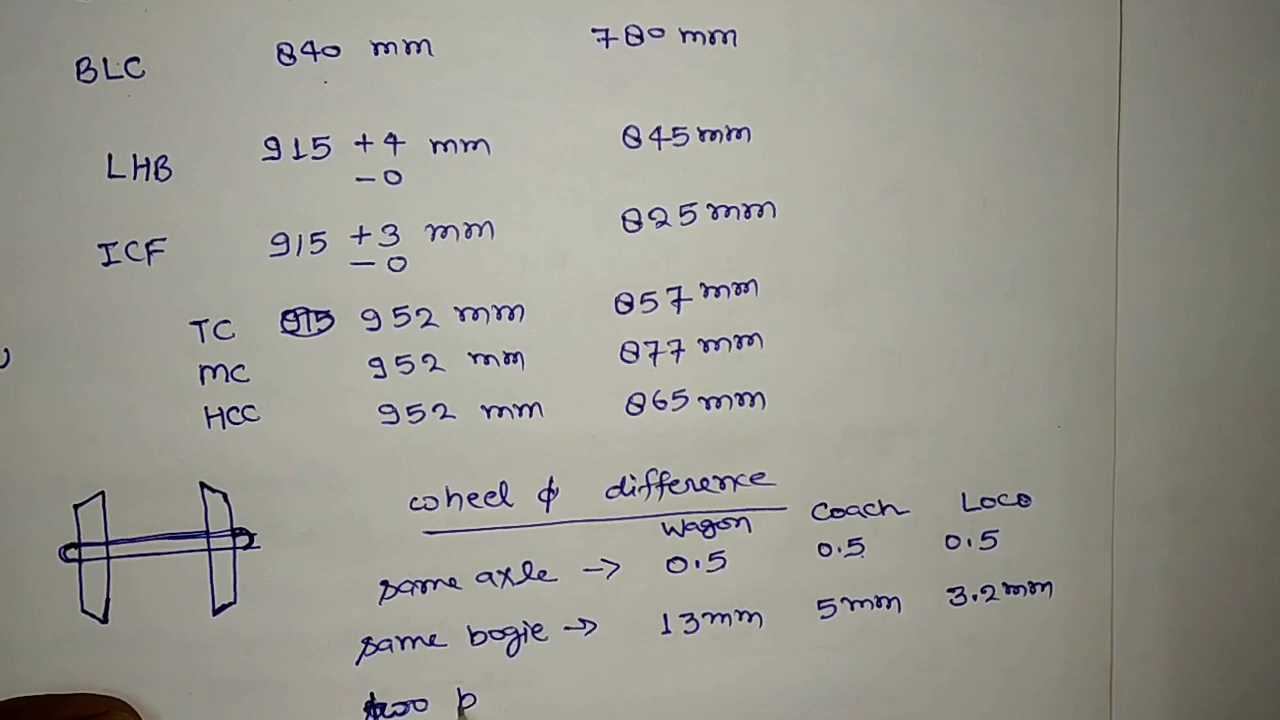 BLC 840 mm 780 mm
LHB 915 +4 mm 845 mm
-0
ICF 915 +3 mm 825 mm
-0
TC 952 mm 857 mm
MC 952 mm 877 mm
HCC 952 mm 865 mm
wheel ϕ difference
Wagon Coach Loco
same axle -> 0.5 0.5 0.5
same bogie -> 13mm 5mm 3.2mm
two b